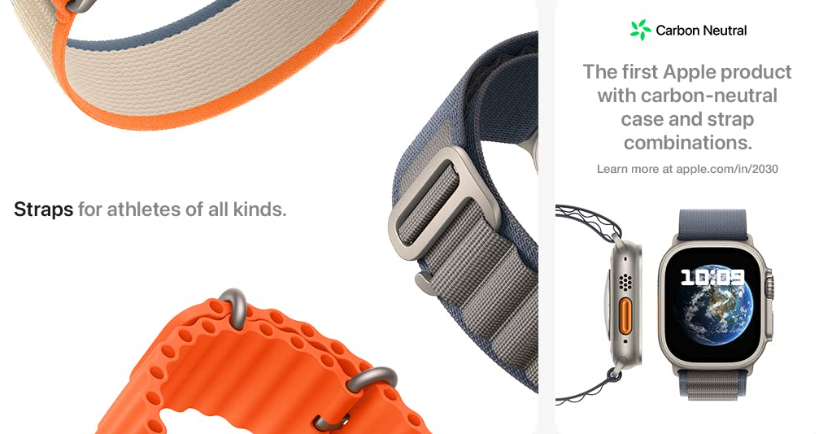 Straps for athletes of all kinds.
Carbon Neutral
The first Apple product
with carbon-neutral
case and strap
combinations.
Learn more at apple.com/in/2030
10:09